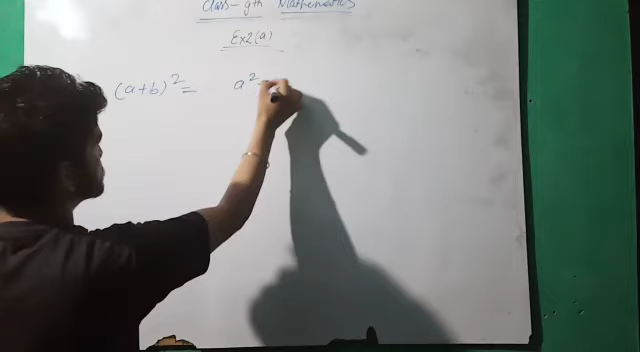 Class-9th Mathematics
Ex2(a)
(a+b)² = a²